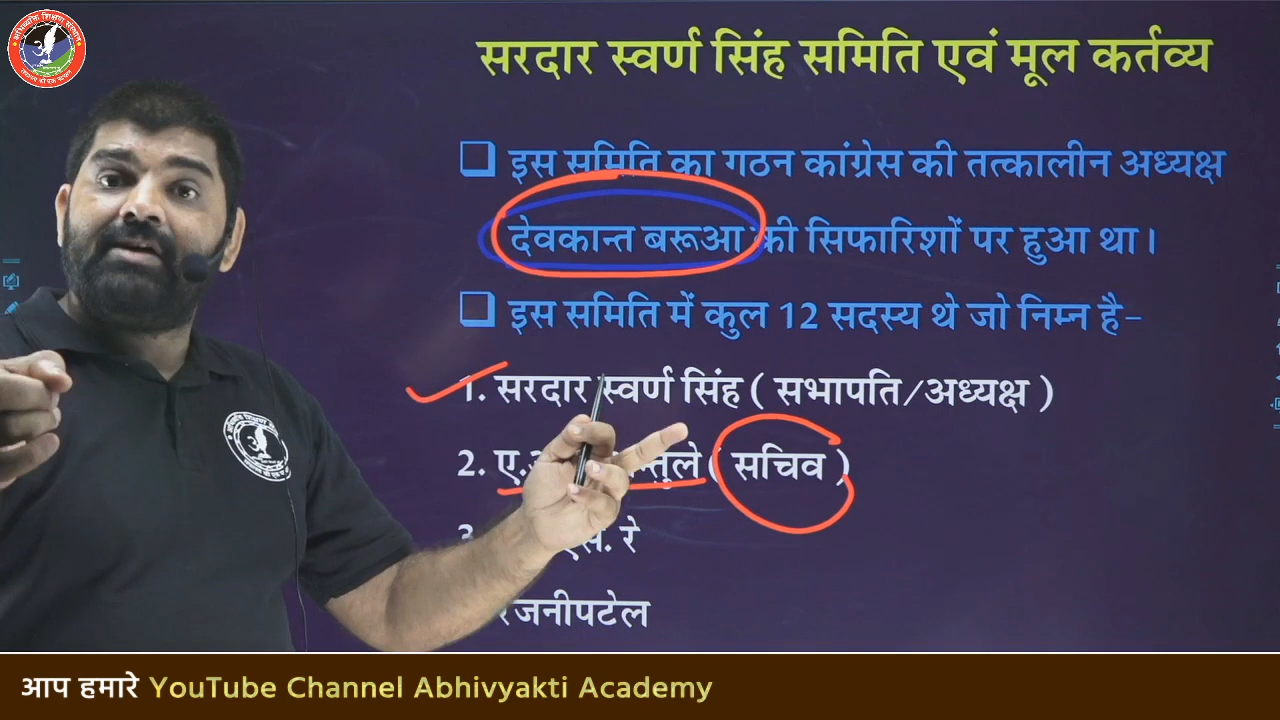 सरदार स्वर्ण सिंह समिति एवं मूल कर्तव्य
❑ इस समिति का गठन कांग्रेस की तत्कालीन अध्यक्ष
देवकान्त बरूआ की सिफारिशों पर हुआ था।
❑ इस समिति में कुल 12 सदस्य थे जो निम्न है-
1. सरदार स्वर्ण सिंह ( सभापति/अध्यक्ष )
2. ( सचिव )
रे
रजनीपटेल
आप हमारे YouTube Channel Abhivyakti Academy